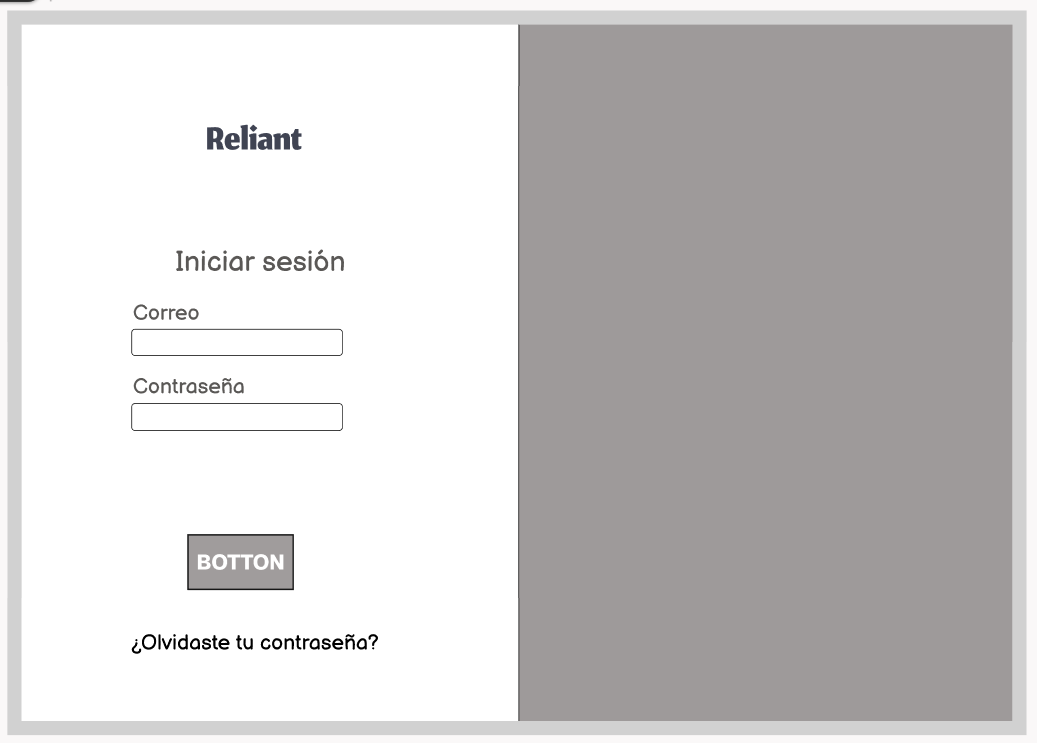 Reliant
Iniciar sesión
Correo
Contraseña
BOTTON
¿Olvidaste tu contraseña?